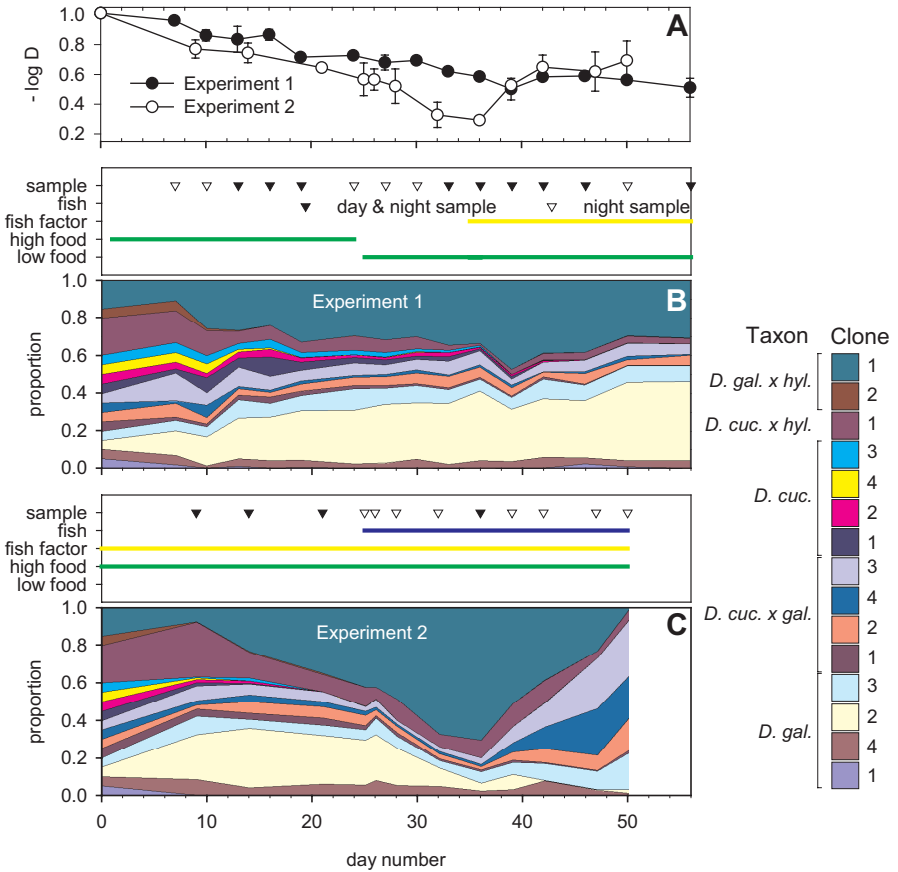 A
1.0
0.8
0.6
0.4
0.2
- log D
Experiment 1
Experiment 2
sample
fish
fish factor
high food
low food
day & night sample
night sample
B
Experiment 1
1.0
0.8
0.6
0.4
0.2
0.0
proportion
sample
fish
fish factor
high food
low food
C
Experiment 2
1.0
0.8
0.6
0.4
0.2
0.0
proportion
0 10 20 30 40 50
day number
Taxon Clone
D. gal. x hyl. 1
2
D. cuc. x hyl. 1
D. cuc. 3
4
2
1
D. cuc. x gal. 3
4
2
1
D. gal. 3
2
4
1